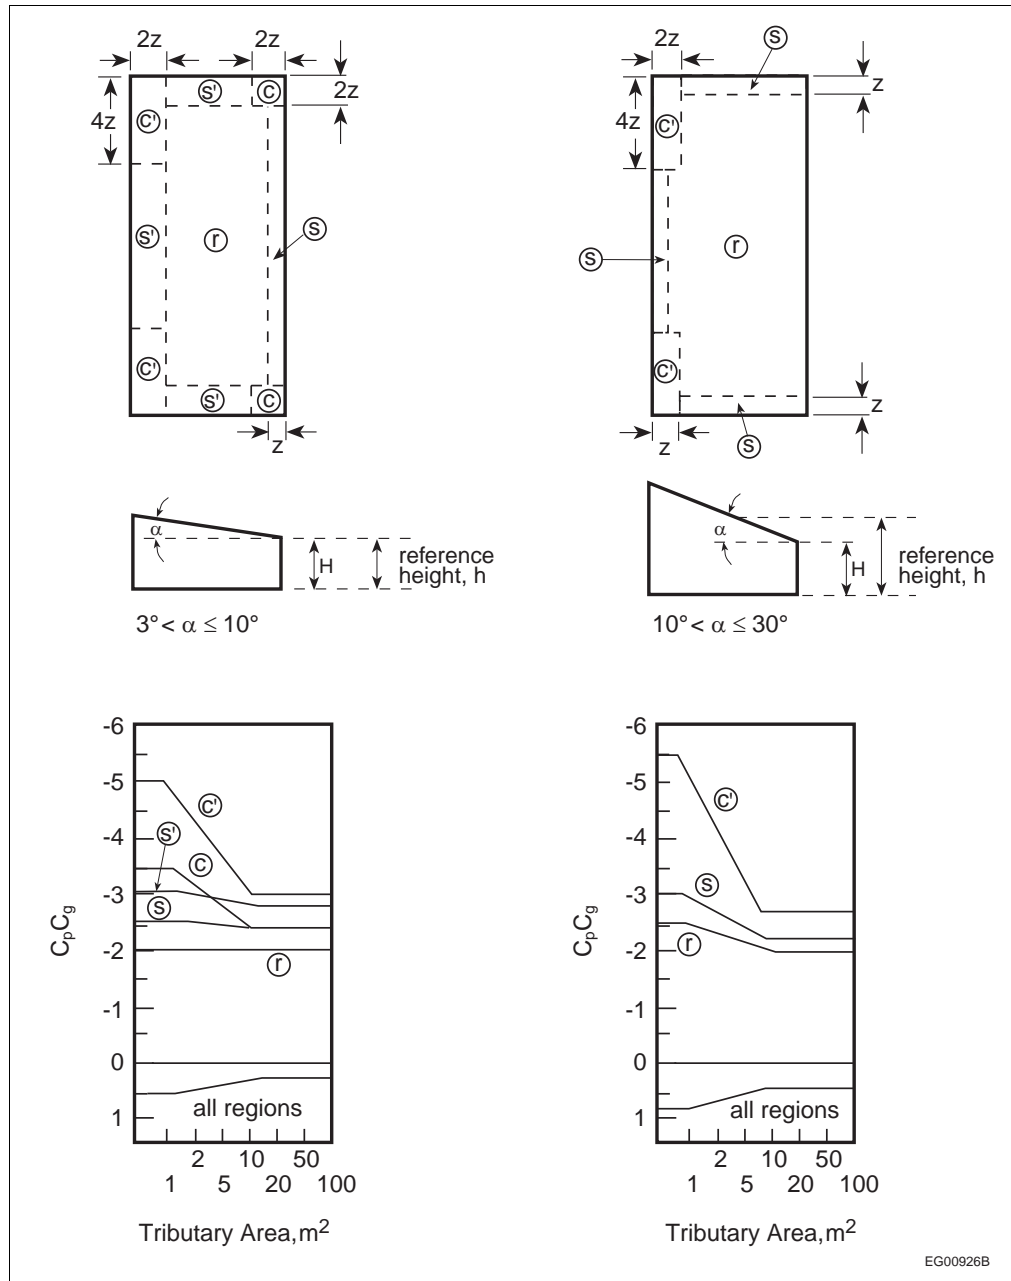 2z 2z
s' c
2z
4z
c'
s' r s
c'
s' c
z
2z s
z
4z
c'
s r
c'
z
z s
α
H
reference
height, h
3° < α ≤ 10°
α
H
reference
height, h
10° < α ≤ 30°
-6
-5
-4
-3
-2
-1
0
1
CpCg
c'
s'
c
s
r
all regions
2 10 50
1 5 20 100
Tributary Area, m2
-6
-5
-4
-3
-2
-1
0
1
CpCg
c'
s
r
all regions
2 10 50
1 5 20 100
Tributary Area, m2
EG00926B